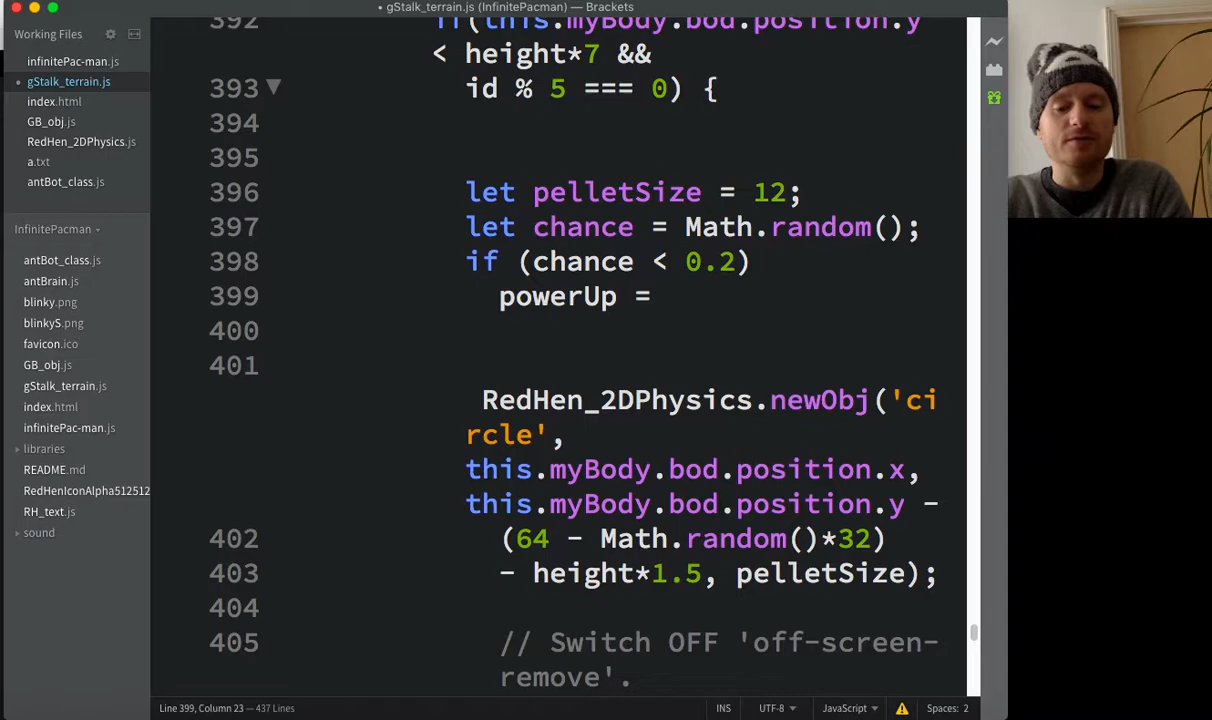 • gStalk_terrain.js (InfinitePacman) — Brackets
Working Files
infinitePac-man.js
• gStalk_terrain.js
index.html
GB_obj.js
RedHen_2DPhysics.js
a.txt
antBot_class.js
InfinitePacman
antBot_class.js
antBrain.js
blinky.png
blinkyS.png
favicon.ico
GB_obj.js
gStalk_terrain.js
index.html
infinitePac-man.js
libraries
README.md
RedHenIconAlpha512512
RH_text.js
sound
392 if(this.myBody.bod.position.y
< height*7 &&
393 id % 5 === 0) {
394
395
396 let pelletSize = 12;
397 let chance = Math.random();
398 if (chance < 0.2)
399 powerUp =
400
401
RedHen_2DPhysics.newObj('ci
rcle',
this.myBody.bod.position.x,
this.myBody.bod.position.y -
402 (64 - Math.random()*32)
403 - height*1.5, pelletSize);
404
405 // Switch OFF 'off-screen-
remove'.
Line 399, Column 23 — 437 Lines
INS
UTF-8
JavaScript
Spaces: 2